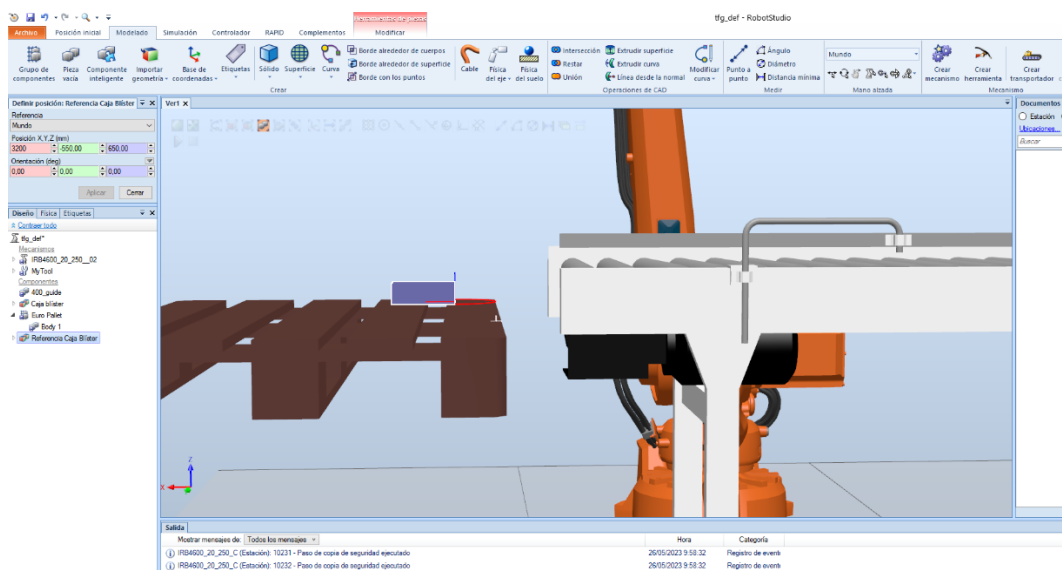 tfg_def - RobotStudio
Herramientas de piezas
Archivo Posición inicial Modelado Simulación Controlador RAPID Complementos Modificar
Grupo de componentes
Pieza vacía
Componente inteligente
Importar geometría
Base de coordenadas
Etiquetas
Sólido
Superficie
Curva
Borde alrededor de cuerpos
Borde alrededor de superficie
Borde con los puntos
Crear
Cable
Física del eje
Física del suelo
Intersección
Restar
Unión
Extrudir superficie
Extrudir curva
Línea desde la normal
Modificar curva
Operaciones de CAD
Punto a punto
Ángulo
Diámetro
Distancia mínima
Medir
Mundo
Mano alzada
Crear mecanismo
Crear herramienta
Crear transportador
Mecanismo
Definir posición: Referencia Caja Blíster
Referencia
Mundo
Posición X,Y,Z (mm)
3200 -550,00 650,00
Orientación (deg)
0,00 0,00 0,00
Aplicar Cerrar
Diseño Física Etiquetas
Contraer todo
tfg_def*
Mecanismos
IRB4600_20_250__02
MyTool
Componentes
400_guide
Caja blíster
Euro Pallet
Body 1
Referencia Caja Blíster
Ver1
Z
X
Documentos
Estación
Ubicaciones...
Buscar
Salida
Mostrar mensajes de: Todos los mensajes Hora Categoría
IRB4600_20_250_C (Estación): 10231 - Paso de copia de seguridad ejecutado 26/05/2023 9:58:32 Registro de event
IRB4600_20_250_C (Estación): 10232 - Paso de copia de seguridad ejecutado 26/05/2023 9:58:32 Registro de event